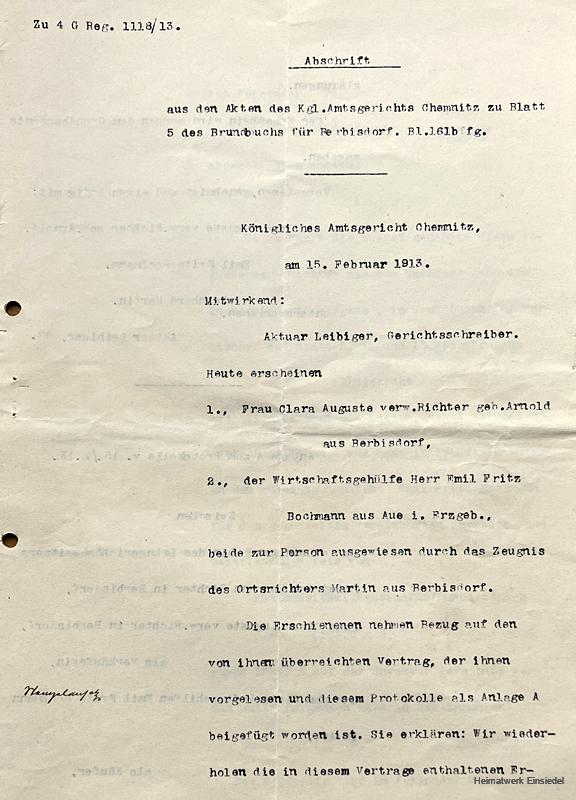 Zu 4 G Reg. 1118/13.
Abschrift
aus den Akten des Kgl.Amtsgerichts Chemnitz zu Blatt
5 des Brundbuchs für Berbisdorf. Bl.161b fg.
Königliches Amtsgericht Chemnitz,
am 15. Februar 1913.
Mitwirkend:
Aktuar Leibiger, Gerichtsschreiber.
Heute erscheinen
1., Frau Clara Auguste verw.Richter geb.Arnold
aus Berbisdorf,
2., der Wirtschaftsgehülfe Herr Emil Fritz
Bochmann aus Aue i. Erzgeb.,
beide zur Person ausgewiesen durch das Zeugnis
des Ortsrichters Martin aus Berbisdorf.
Die Erschienenen nehmen Bezug auf den
von ihnen überreichten Vertrag, der ihnen
vorgelesen und diesem Protokolle als Anlage A
beigefügt worden ist. Sie erklären: Wir wieder-
holen die in diesem Vertrage enthaltenen Er-
Heimatwerk Einsiedel